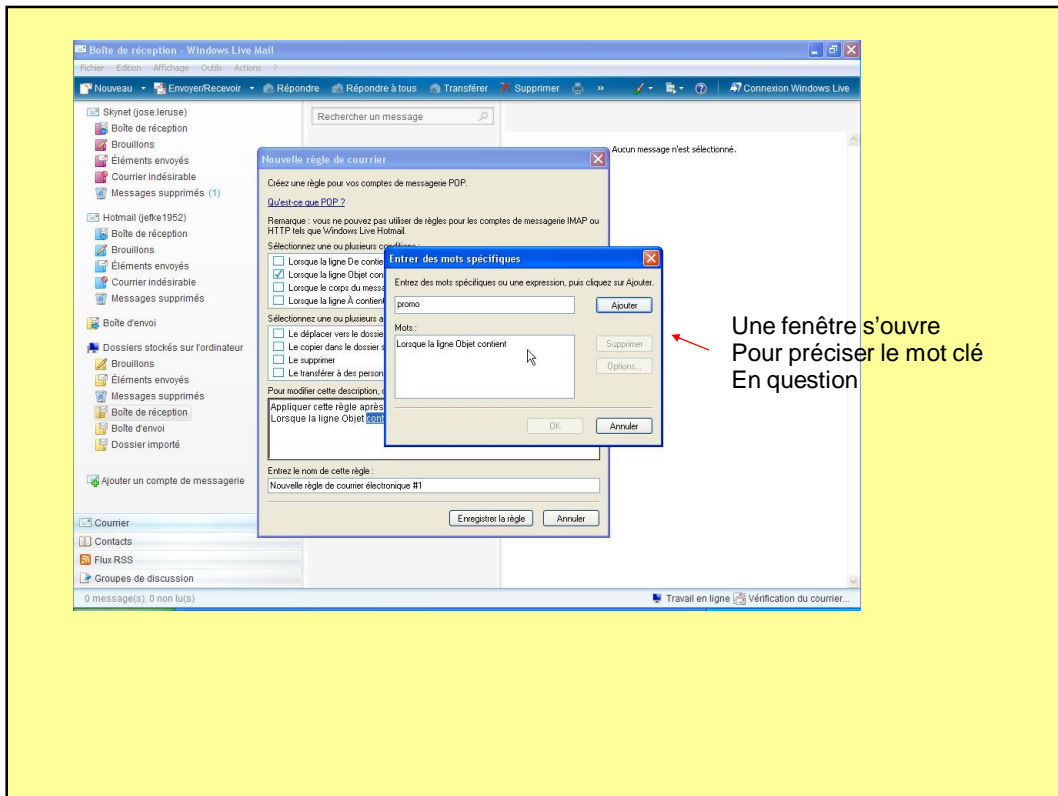 Boîte de réception - Windows Live Mail
Fichier Edition Affichage Outils Actions ?
Nouveau Envoyer/Recevoir Répondre Répondre à tous Transférer Supprimer » Connexion Windows Live
Skynet (jose.leruse)
Boîte de réception
Brouillons
Éléments envoyés
Courrier indésirable
Messages supprimés (1)
Hotmail (jefke1952)
Boîte de réception
Brouillons
Éléments envoyés
Courrier indésirable
Messages supprimés
Boîte d'envoi
Dossiers stockés sur l'ordinateur
Brouillons
Éléments envoyés
Messages supprimés
Boîte de réception
Boîte d'envoi
Dossier importé
Ajouter un compte de messagerie
Courrier
Contacts
Flux RSS
Groupes de discussion
Rechercher un message
Aucun message n'est sélectionné.
Nouvelle règle de courrier
Créez une règle pour vos comptes de messagerie POP.
Qu'est-ce que POP ?
Remarque : vous ne pouvez pas utiliser de règles pour les comptes de messagerie IMAP ou
HTTP tels que Windows Live Hotmail.
Sélectionnez une ou plusieurs conditions :
Lorsque la ligne De contie
Lorsque la ligne Objet con
Lorsque le corps du messa
Lorsque la ligne À contient
Sélectionnez une ou plusieurs a
Le déplacer vers le dossie
Le copier dans le dossier s
Le supprimer
Le transférer à des person
Pour modifier cette description, c
Appliquer cette règle après
Lorsque la ligne Objet cont
Entrez le nom de cette règle :
Nouvelle règle de courrier électronique #1
Enregistrer la règle Annuler
Entrer des mots spécifiques
Entrez des mots spécifiques ou une expression, puis cliquez sur Ajouter.
promo Ajouter
Mots :
Lorsque la ligne Objet contient
Supprimer
Options...
OK Annuler
Une fenêtre s'ouvre
Pour préciser le mot clé
En question
0 message(s), 0 non lu(s) Travail en ligne Vérification du courrier...